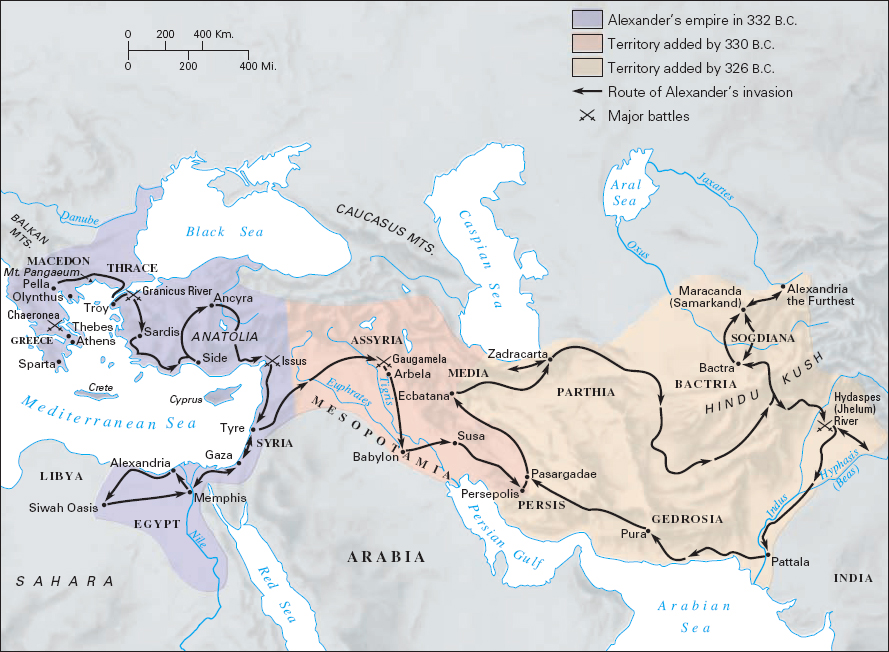 Alexander's empire in 332 B.C.
Territory added by 330 B.C.
Territory added by 326 B.C.
Route of Alexander's invasion
Major battles
0 200 400 Km.
0 200 400 Mi.
Aral
Sea
Jaxartes
Oxus
CAUCASUS MTS.
Caspian Sea
Danube
BALKAN
MTS.
Black Sea
MACEDON
THRACE
Mt. Pangaeum
Pella
Olynthus
Granicus River
Troy
Ancyra
Chaeronea
Thebes
GREECE
Athens
Sardis
ANATOLIA
Sparta
Side
Issus
Crete
Cyprus
Mediterranean Sea
Tyre
SYRIA
Gaza
LIBYA
Alexandria
Siwah Oasis
Memphis
EGYPT
Nile
SAHARA
Red Sea
ARABIA
ASSYRIA
Gaugamela
Arbela
MEDIA
Ecbatana
Euphrates
Tigris
MESOPOTAMIA
Babylon
Susa
Persepolis
Pasargadae
PERSIS
Persian Gulf
Zadracarta
PARTHIA
Maracanda
(Samarkand)
Alexandria
the Furthest
SOGDIANA
Bactra
BACTRIA
HINDU KUSH
Hydaspes
(Jhelum)
River
Hyphasis
(Beas)
Indus
GEDROSIA
Pura
Pattala
INDIA
Arabian
Sea